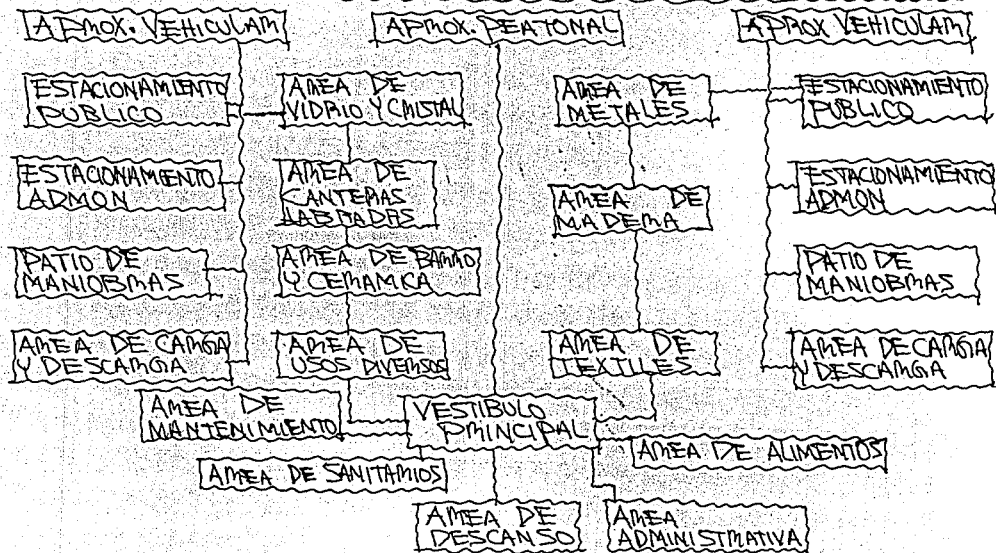 APROX. VEHICULAR
APROX. PEATONAL
APROX VEHICULAR
ESTACIONAMIENTO
PUBLICO
AREA DE
VIDRIO Y CRISTAL
AREA DE
METALES
ESTACIONAMIENTO
PUBLICO
ESTACIONAMIENTO
ADMON
AREA DE
CANTERAS
LABRADAS
AREA DE
MADERA
ESTACIONAMIENTO
ADMON
PATIO DE
MANIOBRAS
AREA DE BARRO
Y CERAMICA
PATIO DE
MANIOBRAS
AREA DE CARGA
Y DESCARGA
AREA DE
USOS DIVERSOS
AREA DE
TEXTILES
AREA DE CARGA
Y DESCARGA
AREA DE
MANTENIMIENTO
VESTIBULO
PRINCIPAL
AREA DE ALIMENTOS
AREA DE SANITARIOS
AREA DE
DESCANSO
AREA
ADMINISTRATIVA